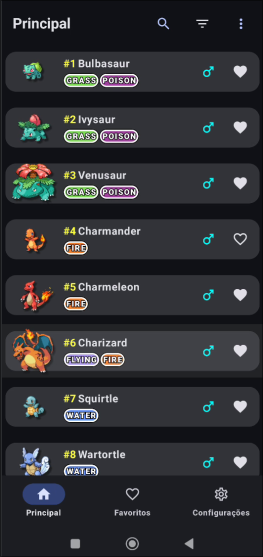 Principal
#1 Bulbasaur
GRASS POISON
#2 Ivysaur
GRASS POISON
#3 Venusaur
GRASS POISON
#4 Charmander
FIRE
#5 Charmeleon
FIRE
#6 Charizard
FLYING FIRE
#7 Squirtle
WATER
#8 Wartortle
WATER
Principal Favoritos Configurações